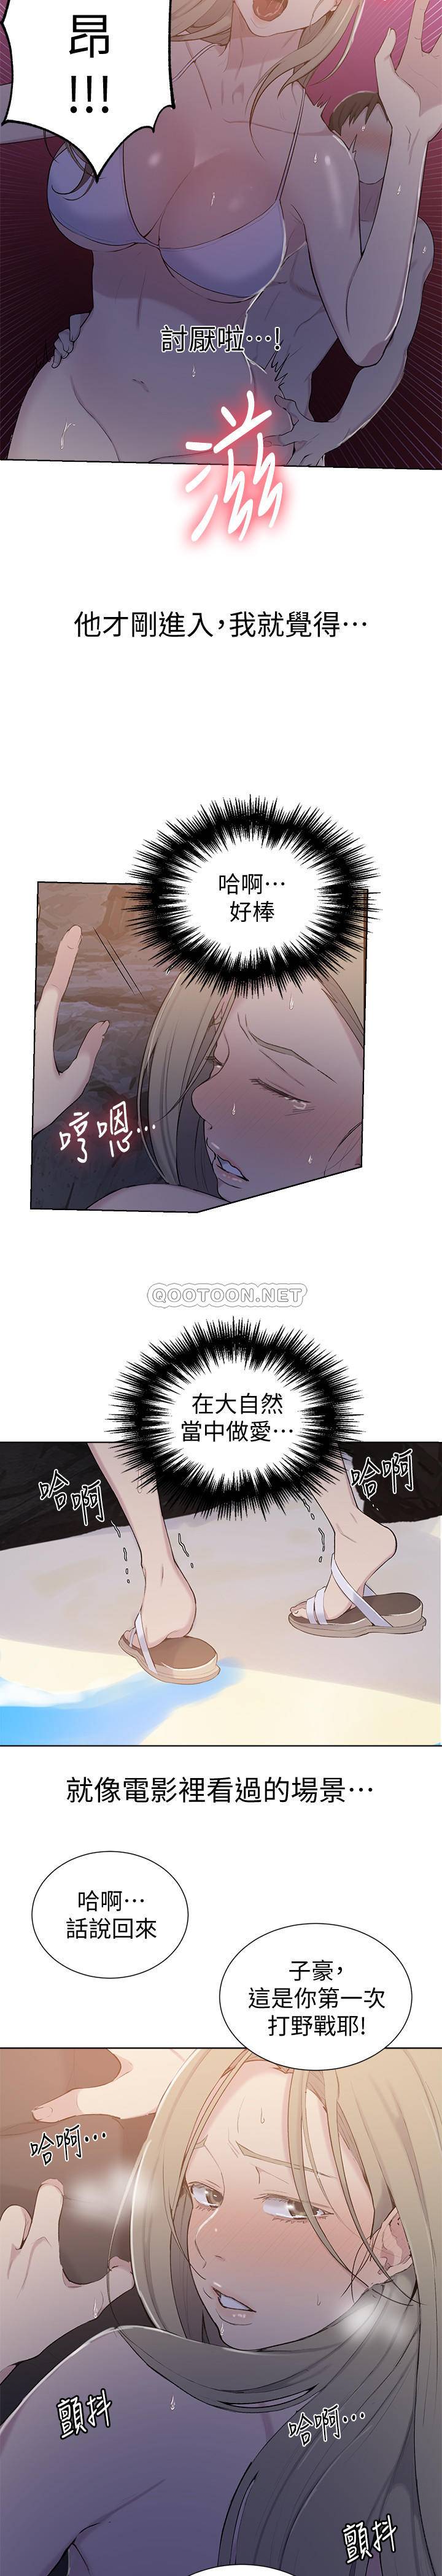 昂
!!!
討厭啦…!
滋
他才剛進入，我就覺得…
哈啊…
好棒
哼嗯…
QOOTOON.NET
在大自然
當中做愛…
哈啊
哈啊
就像電影裡看過的場景…
哈啊…
話說回來
子豪，
這是你第一次
打野戰耶!
哈啊…
顫抖
哈啊…
顫抖